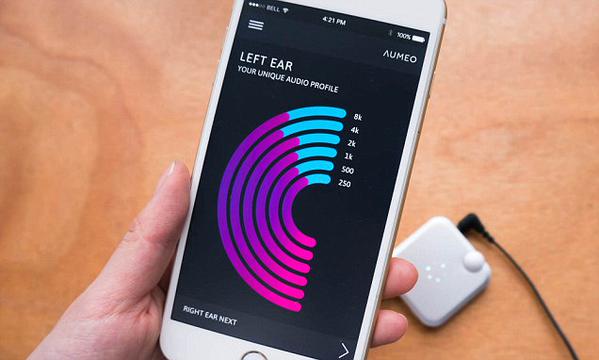 BELL 4:21 PM 100%
AUMEO
LEFT EAR
YOUR UNIQUE AUDIO PROFILE
8k
4k
2k
1k
500
250
RIGHT EAR NEXT